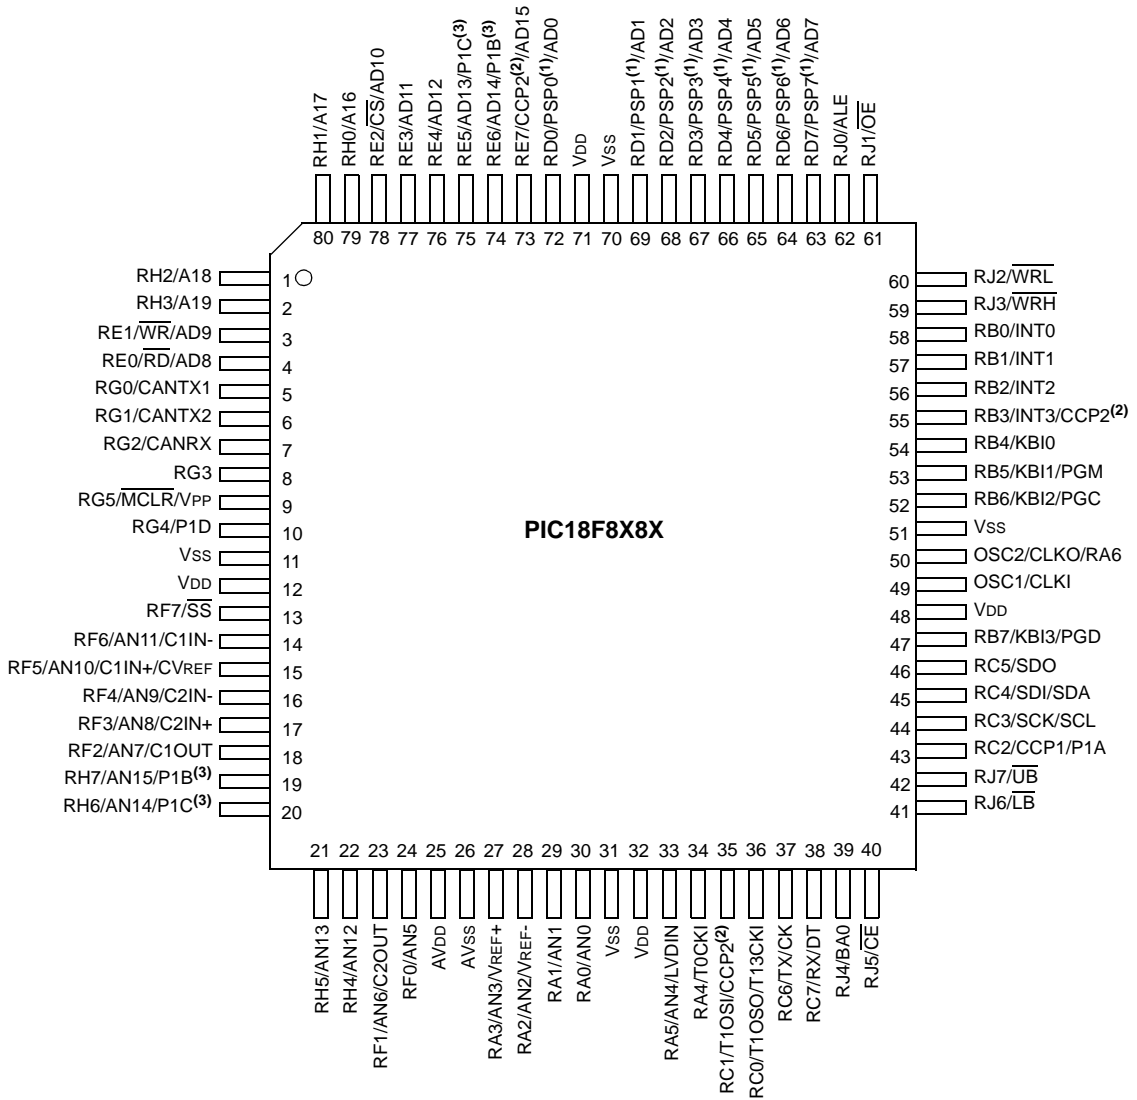 RH1/A17
RH0/A16
RE2/CS/AD10
RE3/AD11
RE4/AD12
RE5/AD13/P1C(3)
RE6/AD14/P1B(3)
RE7/CCP2(2)/AD15
RD0/PSP0(1)/AD0
VDD
VSS
RD1/PSP1(1)/AD1
RD2/PSP2(1)/AD2
RD3/PSP3(1)/AD3
RD4/PSP4(1)/AD4
RD5/PSP5(1)/AD5
RD6/PSP6(1)/AD6
RD7/PSP7(1)/AD7
RJ0/ALE
RJ1/OE
80 79 78 77 76 75 74 73 72 71 70 69 68 67 66 65 64 63 62 61
RH2/A18 1
RH3/A19 2
RE1/WR/AD9 3
RE0/RD/AD8 4
RG0/CANTX1 5
RG1/CANTX2 6
RG2/CANRX 7
RG3 8
RG5/MCLR/VPP 9
RG4/P1D 10
VSS 11
VDD 12
RF7/SS 13
RF6/AN11/C1IN- 14
RF5/AN10/C1IN+/CVREF 15
RF4/AN9/C2IN- 16
RF3/AN8/C2IN+ 17
RF2/AN7/C1OUT 18
RH7/AN15/P1B(3) 19
RH6/AN14/P1C(3) 20
PIC18F8X8X
60 RJ2/WRL
59 RJ3/WRH
58 RB0/INT0
57 RB1/INT1
56 RB2/INT2
55 RB3/INT3/CCP2(2)
54 RB4/KBI0
53 RB5/KBI1/PGM
52 RB6/KBI2/PGC
51 VSS
50 OSC2/CLKO/RA6
49 OSC1/CLKI
48 VDD
47 RB7/KBI3/PGD
46 RC5/SDO
45 RC4/SDI/SDA
44 RC3/SCK/SCL
43 RC2/CCP1/P1A
42 RJ7/UB
41 RJ6/LB
21 22 23 24 25 26 27 28 29 30 31 32 33 34 35 36 37 38 39 40
RH5/AN13
RH4/AN12
RF1/AN6/C2OUT
RF0/AN5
AVDD
AVSS
RA3/AN3/VREF+
RA2/AN2/VREF-
RA1/AN1
RA0/AN0
VSS
VDD
RA5/AN4/LVDIN
RA4/T0CKI
RC1/T1OSI/CCP2(2)
RC0/T1OSO/T13CKI
RC6/TX/CK
RC7/RX/DT
RJ4/BA0
RJ5/CE